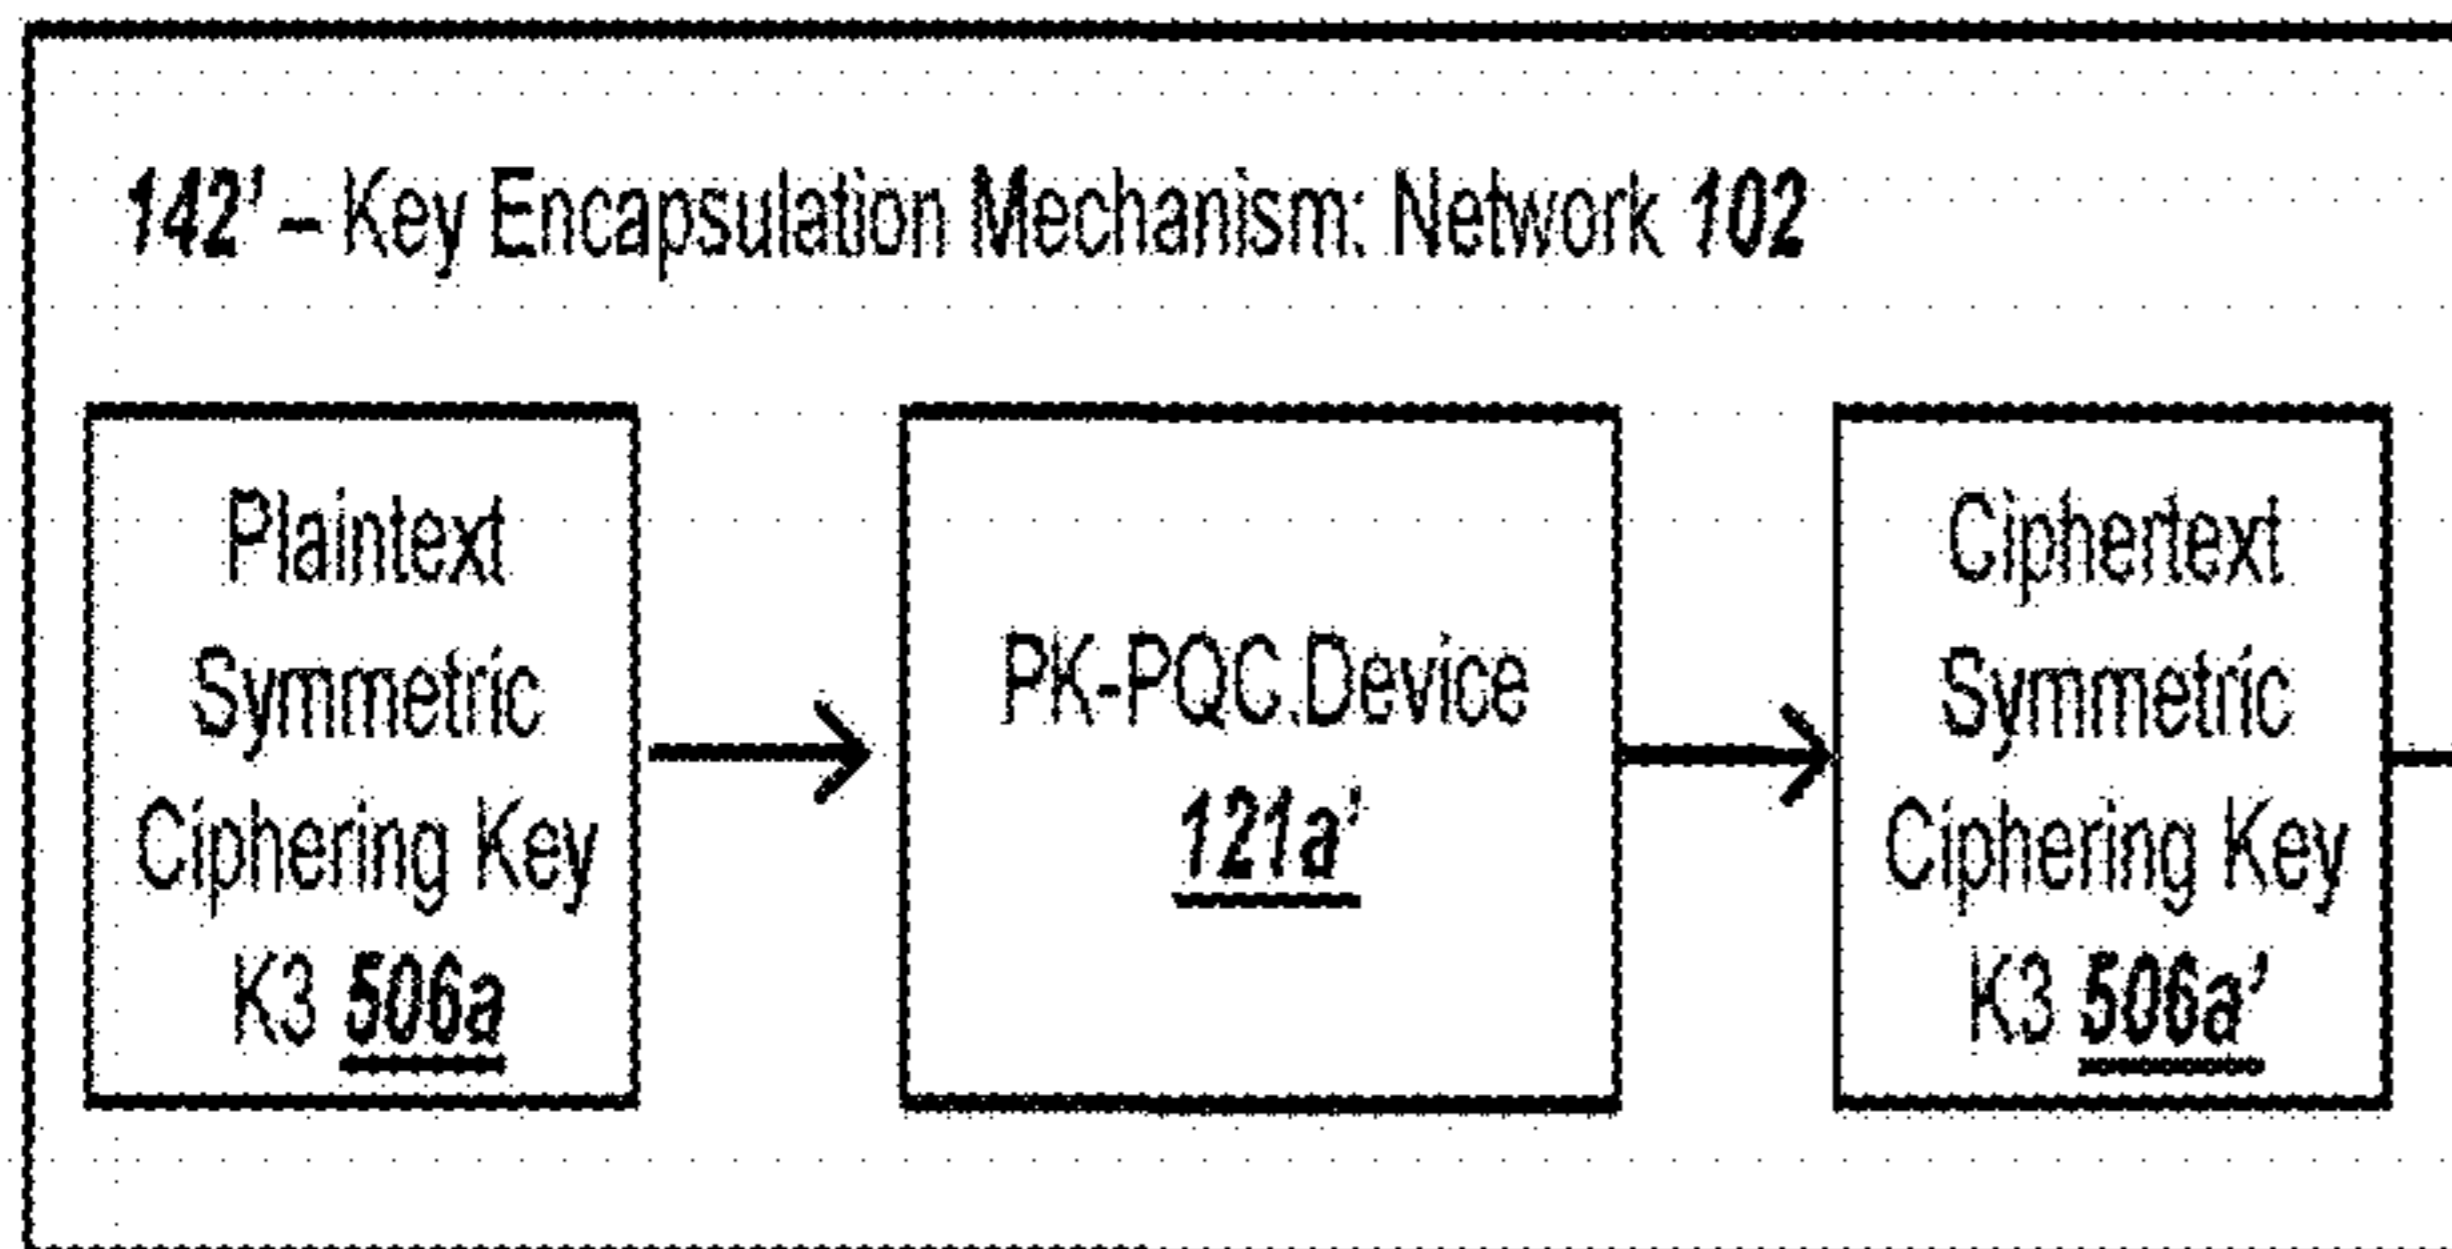 142' – Key Encapsulation Mechanism: Network 102
Plaintext
Symmetric
Ciphering Key
K3 506a
PK-PQC.Device
121a'
Ciphertext
Symmetric
Ciphering Key
K3 506a'